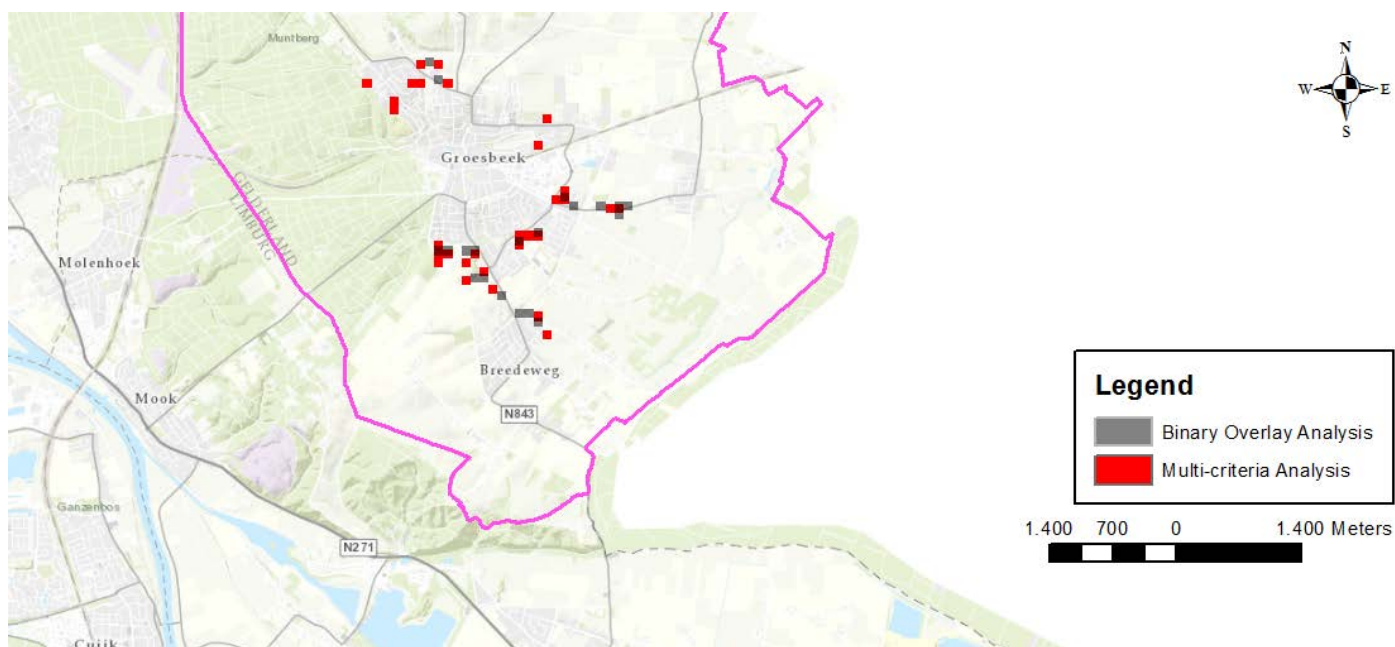 Muntberg
Groesbeek
GELDERLAND
LIMBURG
Molenhoek
Breedeweg
Mook
N843
Ganzenbos
N271
Cuijk
N
W
E
S
Legend
Binary Overlay Analysis
Multi-criteria Analysis
1.400 700 0 1.400 Meters